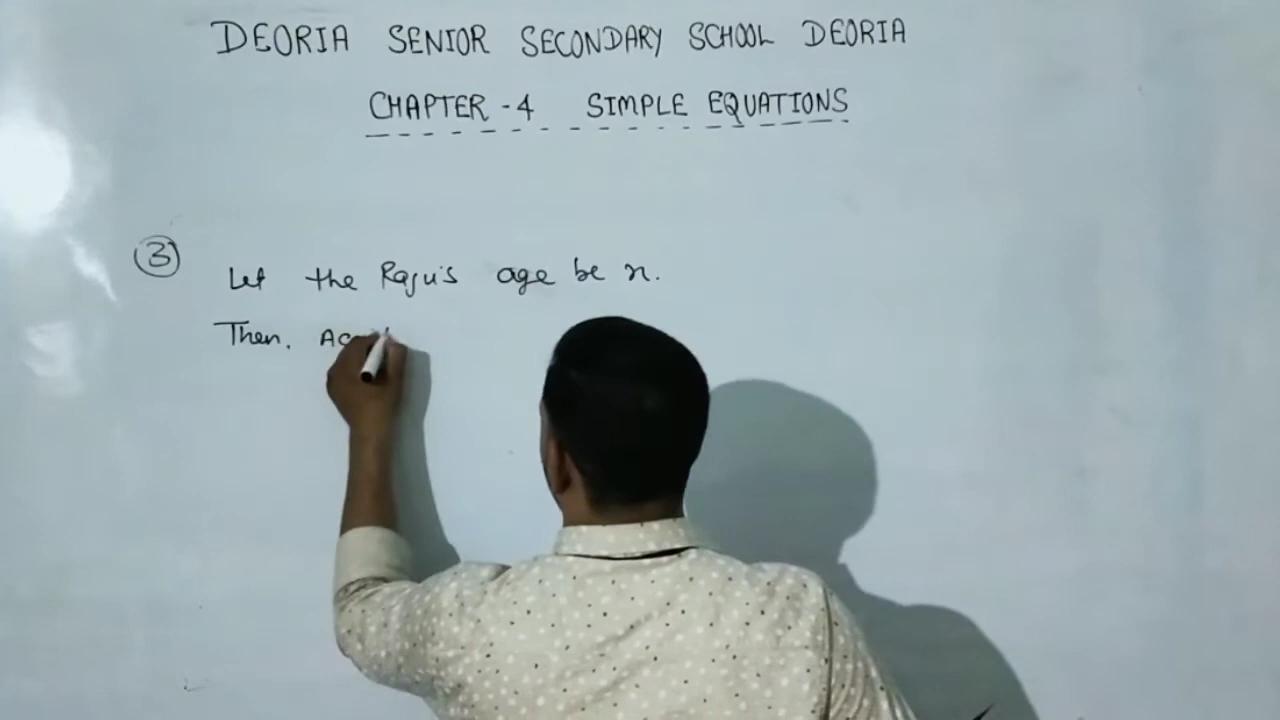 DEORIA SENIOR SECONDARY SCHOOL DEORIA
CHAPTER - 4 SIMPLE EQUATIONS
3
Let the Raju's age be x.
Then,